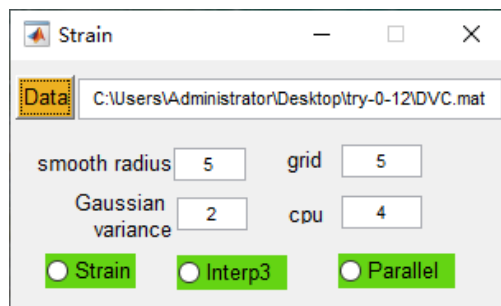 Strain
Data C:\Users\Administrator\Desktop\try-0-12\DVC.mat
smooth radius 5 grid 5
Gaussian
variance 2 cpu 4
Strain Interp3 Parallel